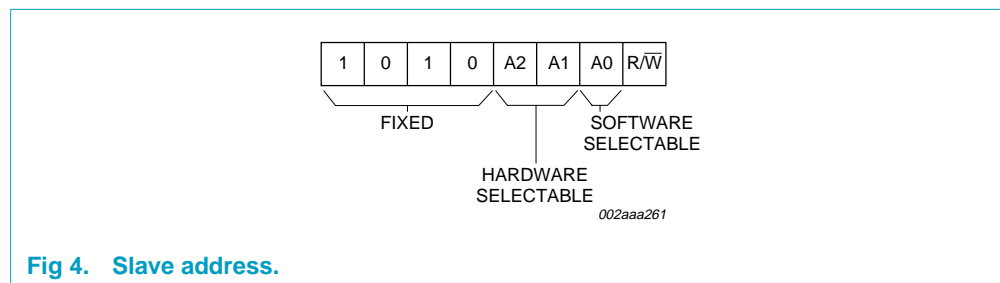 1 0 1 0 A2 A1 A0 R/W̅
FIXED
SOFTWARE
SELECTABLE
HARDWARE
SELECTABLE
002aaa261
Fig 4. Slave address.